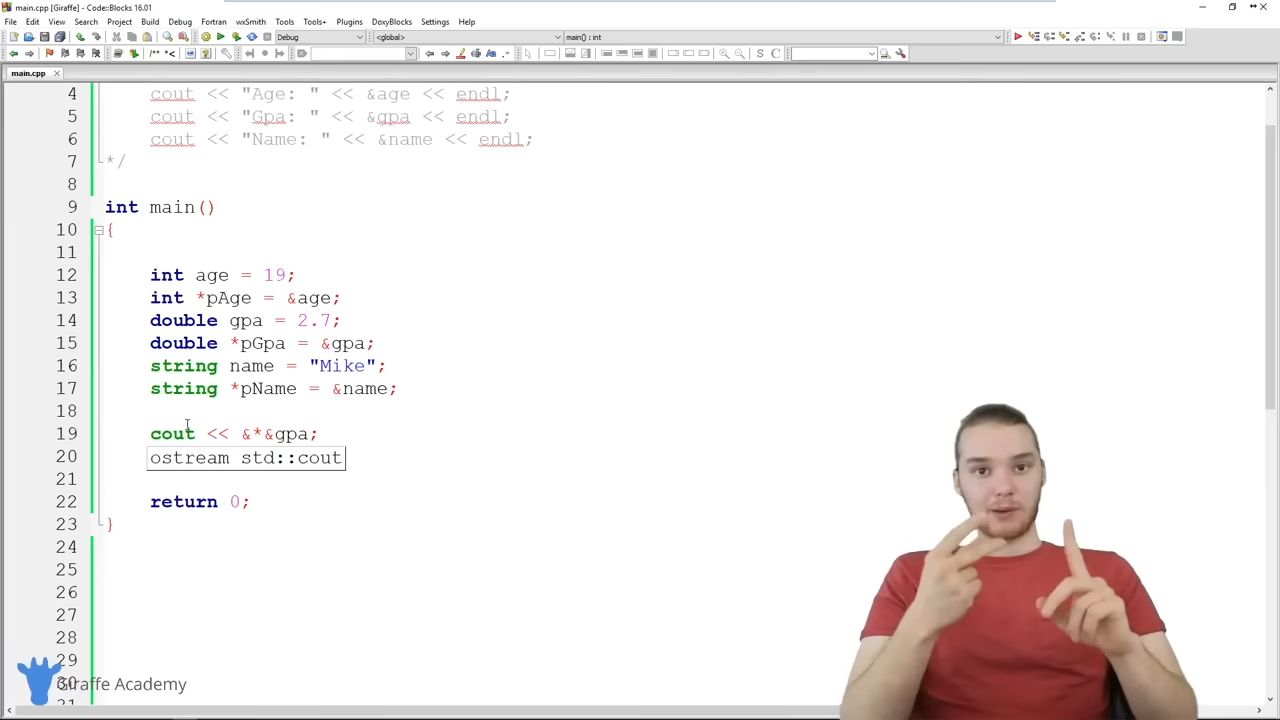 main.cpp [Giraffe] - Code::Blocks 16.01
File Edit View Search Project Build Debug Fortran wxSmith Tools Tools+ Plugins DoxyBlocks Settings Help
Debug <global> main() : int
/** *<
S C
main.cpp
4 cout << "Age: " << &age << endl;
5 cout << "Gpa: " << &gpa << endl;
6 cout << "Name: " << &name << endl;
7 */
8
9 int main()
10 {
11
12 int age = 19;
13 int *pAge = &age;
14 double gpa = 2.7;
15 double *pGpa = &gpa;
16 string name = "Mike";
17 string *pName = &name;
18
19 cout << &*&gpa;
20 ostream std::cout
21
22 return 0;
23 }
24
25
26
27
28
29
Giraffe Academy